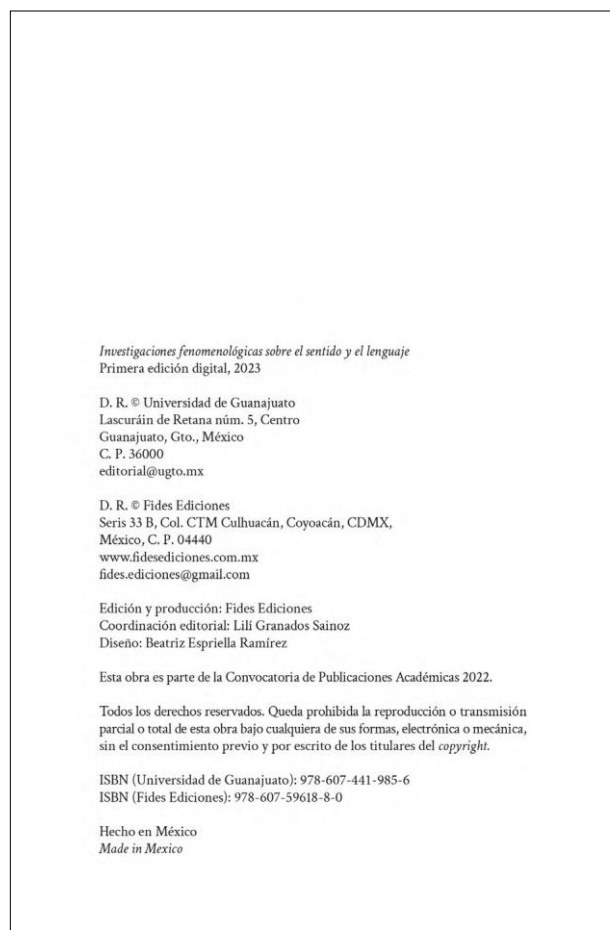 Investigaciones fenomenológicas sobre el sentido y el lenguaje
Primera edición digital, 2023
D. R. © Universidad de Guanajuato
Lascuráin de Retana núm. 5, Centro
Guanajuato, Gto., México
C. P. 36000
editorial@ugto.mx
D. R. © Fides Ediciones
Seris 33 B, Col. CTM Culhuacán, Coyoacán, CDMX,
México, C. P. 04440
www.fidesediciones.com.mx
fides.ediciones@gmail.com
Edición y producción: Fides Ediciones
Coordinación editorial: Lilí Granados Sainoz
Diseño: Beatriz Espriella Ramírez
Esta obra es parte de la Convocatoria de Publicaciones Académicas 2022.
Todos los derechos reservados. Queda prohibida la reproducción o transmisión
parcial o total de esta obra bajo cualquiera de sus formas, electrónica o mecánica,
sin el consentimiento previo y por escrito de los titulares del copyright.
ISBN (Universidad de Guanajuato): 978-607-441-985-6
ISBN (Fides Ediciones): 978-607-59618-8-0
Hecho en México
Made in Mexico